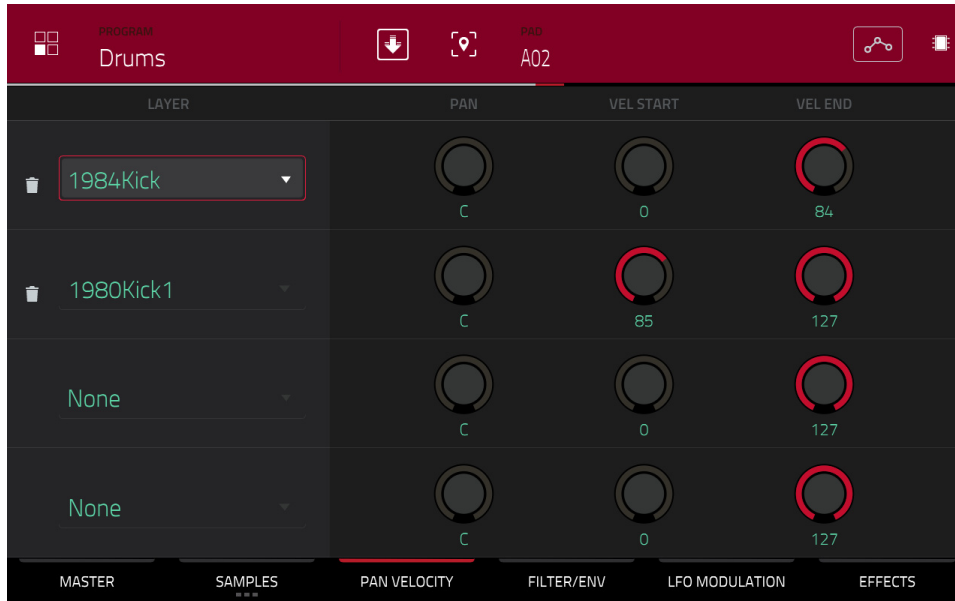 PROGRAM PAD
Drums A02
LAYER PAN VEL START VEL END
1984Kick
C 0 84
1980Kick1
C 85 127
None
C 0 127
None
C 0 127
MASTER SAMPLES PAN VELOCITY FILTER/ENV LFO MODULATION EFFECTS